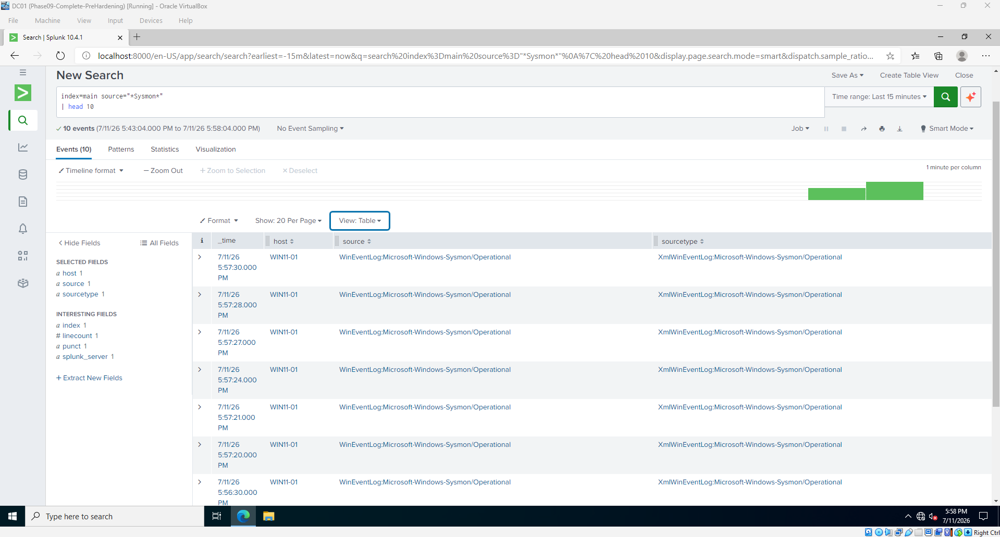 DC01 (Phase09-Complete-PreHardening) [Running] - Oracle VirtualBox
File Machine View Input Devices Help
Search | Splunk 10.4.1
localhost:8000/en-US/app/search/search?earliest=-15m&latest=now&q=search%20index%3Dmain%20source%3D"*Sysmon*"%0A%7C%20head%2010&display.page.search.mode=smart&dispatch.sample_ratio...
New Search
Save As Create Table View Close
index=main source="*Sysmon*"
| head 10
Time range: Last 15 minutes
10 events (7/11/26 5:43:04.000 PM to 7/11/26 5:58:04.000 PM) No Event Sampling
Job Smart Mode
Events (10) Patterns Statistics Visualization
Timeline format — Zoom Out + Zoom to Selection × Deselect
1 minute per column
Format Show: 20 Per Page View: Table
< Hide Fields All Fields
SELECTED FIELDS
a host 1
a source 1
a sourcetype 1
INTERESTING FIELDS
a index 1
# linecount 1
a punct 1
a splunk_server 1
+ Extract New Fields
i _time host source sourcetype
> 7/11/26 5:57:30.000 PM WIN11-01 WinEventLog:Microsoft-Windows-Sysmon/Operational XmlWinEventLog:Microsoft-Windows-Sysmon/Operational
> 7/11/26 5:57:28.000 PM WIN11-01 WinEventLog:Microsoft-Windows-Sysmon/Operational XmlWinEventLog:Microsoft-Windows-Sysmon/Operational
> 7/11/26 5:57:27.000 PM WIN11-01 WinEventLog:Microsoft-Windows-Sysmon/Operational XmlWinEventLog:Microsoft-Windows-Sysmon/Operational
> 7/11/26 5:57:24.000 PM WIN11-01 WinEventLog:Microsoft-Windows-Sysmon/Operational XmlWinEventLog:Microsoft-Windows-Sysmon/Operational
> 7/11/26 5:57:21.000 PM WIN11-01 WinEventLog:Microsoft-Windows-Sysmon/Operational XmlWinEventLog:Microsoft-Windows-Sysmon/Operational
> 7/11/26 5:57:20.000 PM WIN11-01 WinEventLog:Microsoft-Windows-Sysmon/Operational XmlWinEventLog:Microsoft-Windows-Sysmon/Operational
> 7/11/26 5:56:30.000 PM WIN11-01 WinEventLog:Microsoft-Windows-Sysmon/Operational XmlWinEventLog:Microsoft-Windows-Sysmon/Operational
Type here to search
5:58 PM
7/11/2026
Right Ctrl